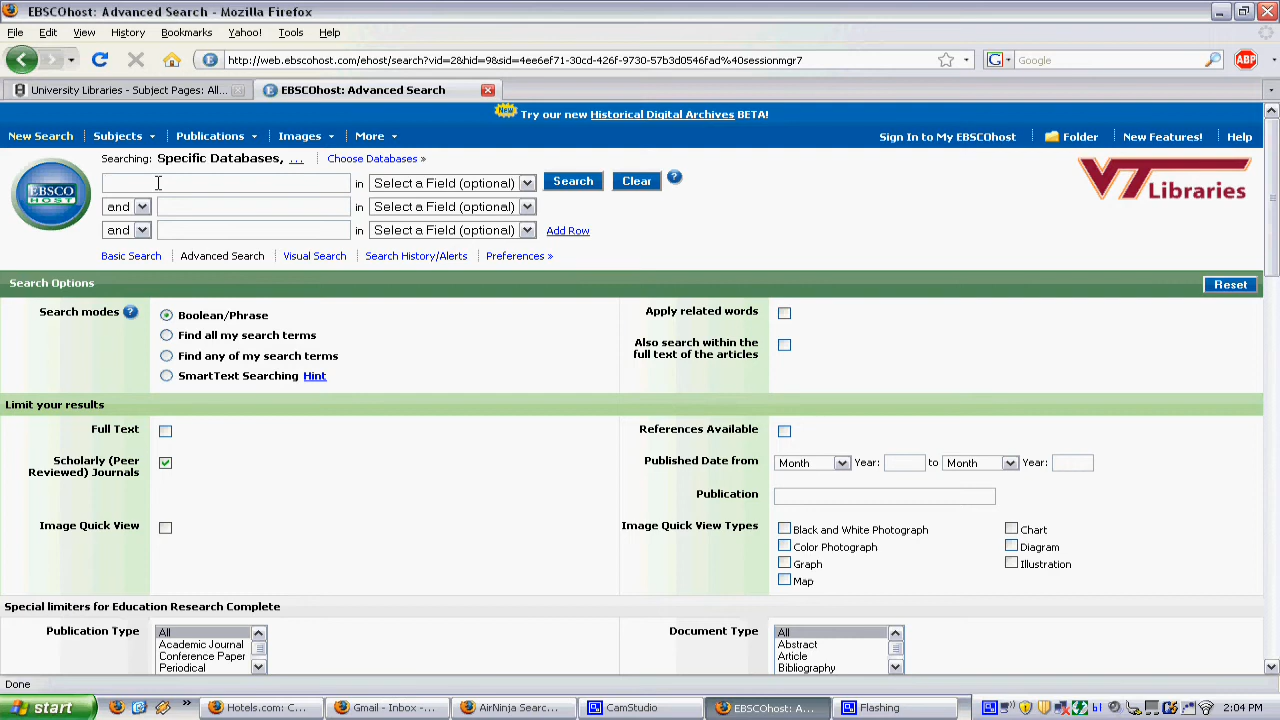 EBSCOhost: Advanced Search - Mozilla Firefox
File Edit View History Bookmarks Yahoo! Tools Help
http://web.ebscohost.com/ehost/search?vid=2&hid=9&sid=4ee6ef71-30cd-426f-9730-57b3d0546fad%40sessionmgr7 G Google ABP
University Libraries - Subject Pages: All... EBSCOhost: Advanced Search
New Try our new Historical Digital Archives BETA!
New Search Subjects Publications Images More Sign In to My EBSCOhost Folder New Features! Help
Searching: Specific Databases, ... Choose Databases »
EBSCO HOST in Select a Field (optional) Search Clear ? VT Libraries
and in Select a Field (optional)
and in Select a Field (optional) Add Row
Basic Search Advanced Search Visual Search Search History/Alerts Preferences »
Search Options Reset
Search modes ? Boolean/Phrase Apply related words
Find all my search terms Also search within the
Find any of my search terms full text of the articles
SmartText Searching Hint
Limit your results
Full Text References Available
Scholarly (Peer Published Date from Month Year: to Month Year:
Reviewed) Journals
Publication
Image Quick View Image Quick View Types Black and White Photograph Chart
Color Photograph Diagram
Graph Illustration
Map
Special limiters for Education Research Complete
Publication Type All Document Type All
Academic Journal Abstract
Conference Paper Article
Periodical Bibliography
Done
start Hotels.com: C... Gmail - Inbox - ... AirNinja Searc... CamStudio EBSCOhost: A... Flashing 2:04 PM